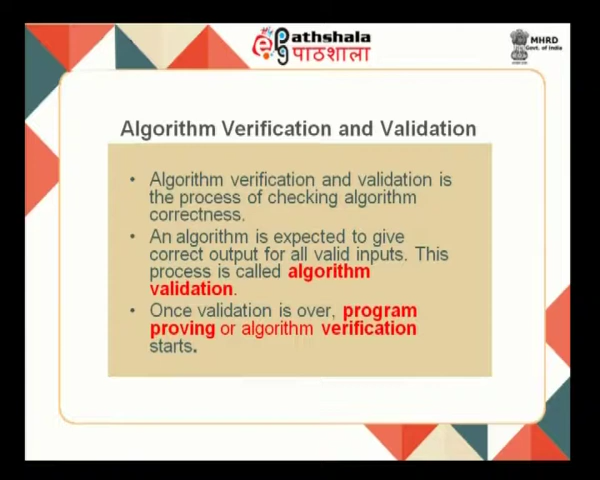 ePG Pathshala
पाठशाला
MHRD
Govt. of India
Algorithm Verification and Validation
• Algorithm verification and validation is
the process of checking algorithm
correctness.
• An algorithm is expected to give
correct output for all valid inputs. This
process is called algorithm
validation.
• Once validation is over, program
proving or algorithm verification
starts.